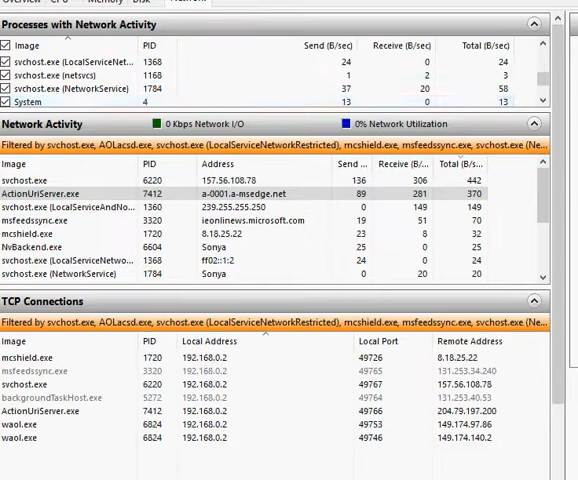 Overview CPU Memory Disk Network
Processes with Network Activity
Image PID Send (B/sec) Receive (B/sec) Total (B/sec)
svchost.exe (LocalServiceNet... 1368 24 0 24
svchost.exe (netsvcs) 1168 1 2 3
svchost.exe (NetworkService) 1784 37 20 58
System 4 13 0 13
Network Activity 0 Kbps Network I/O 0% Network Utilization
Filtered by svchost.exe, AOLacsd.exe, svchost.exe (LocalServiceNetworkRestricted), mcshield.exe, msfeedssync.exe, svchost.exe (Ne...
Image PID Address Send ... Receive (B/... Total (B/s...
svchost.exe 6220 157.56.108.78 136 306 442
ActionUriServer.exe 7412 a-0001.a-msedge.net 89 281 370
svchost.exe (LocalServiceAndNo... 1360 239.255.255.250 0 149 149
msfeedssync.exe 3320 ieonlinews.microsoft.com 19 51 70
mcshield.exe 1720 8.18.25.22 23 8 32
NvBackend.exe 6604 Sonya 25 0 25
svchost.exe (LocalServiceNetwo... 1368 ff02::1:2 24 0 24
svchost.exe (NetworkService) 1784 Sonya 0 20 20
TCP Connections
Filtered by svchost.exe, AOLacsd.exe, svchost.exe (LocalServiceNetworkRestricted), mcshield.exe, msfeedssync.exe, svchost.exe (Ne...
Image PID Local Address Local Port Remote Address
mcshield.exe 1720 192.168.0.2 49726 8.18.25.22
msfeedssync.exe 3320 192.168.0.2 49765 131.253.34.240
svchost.exe 6220 192.168.0.2 49767 157.56.108.78
backgroundTaskHost.exe 5272 192.168.0.2 49764 131.253.40.53
ActionUriServer.exe 7412 192.168.0.2 49766 204.79.197.200
waol.exe 6824 192.168.0.2 49753 149.174.97.86
waol.exe 6824 192.168.0.2 49746 149.174.140.2